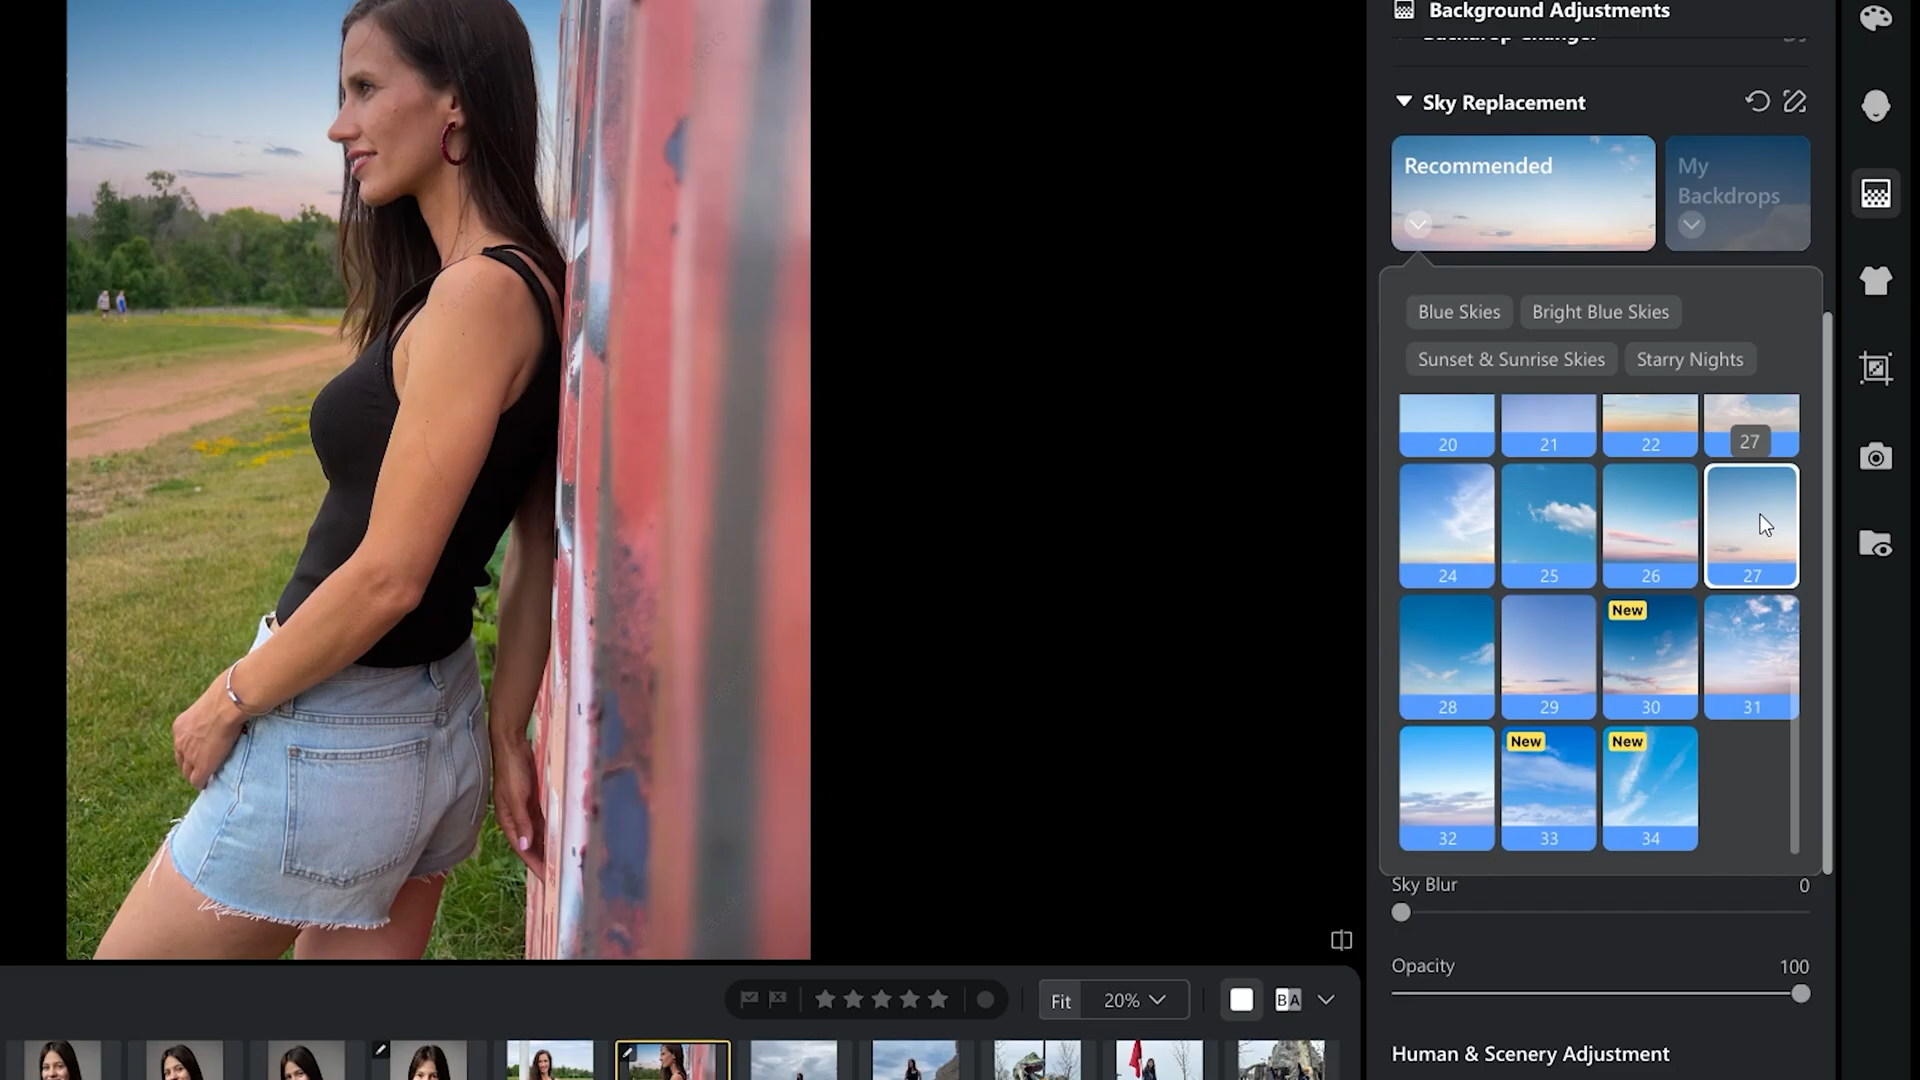 Background Adjustments
Backdrop Changer
Sky Replacement
Recommended
My
Backdrops
Blue Skies
Bright Blue Skies
Sunset & Sunrise Skies
Starry Nights
20
21
22
27
24
25
26
27
28
29
New
30
31
32
New
33
New
34
Sky Blur
0
Opacity
100
Fit
20%
B A
Human & Scenery Adjustment